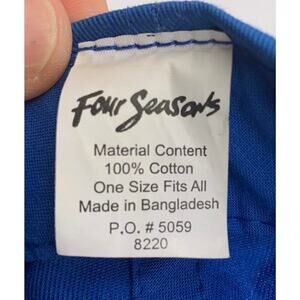 Four Seasons
Material Content
100% Cotton
One Size Fits All
Made in Bangladesh
P.O. # 5059
8220